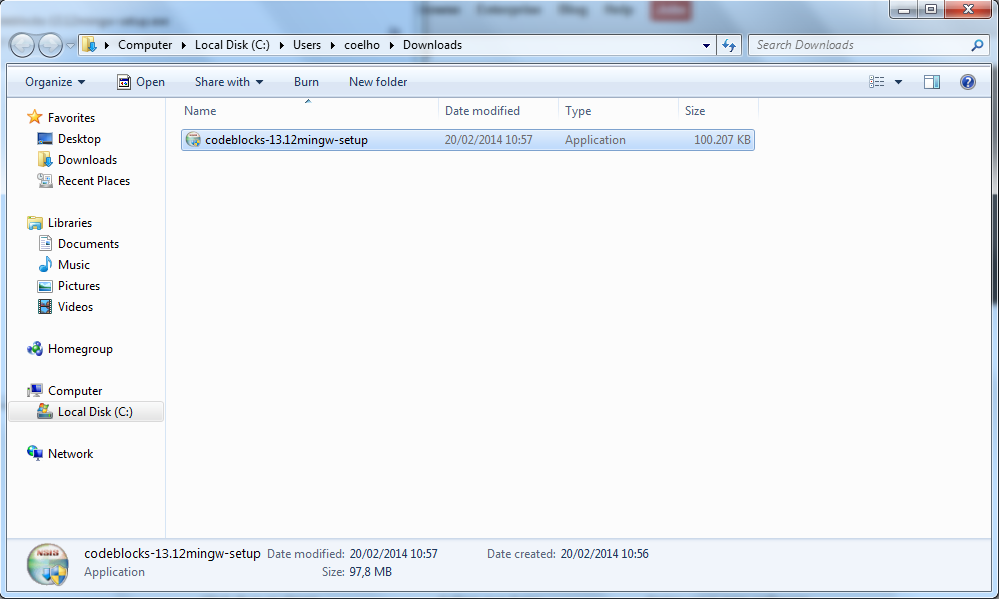 Computer Local Disk (C:) Users coelho Downloads
Search Downloads
Organize Open Share with Burn New folder
Name Date modified Type Size
codeblocks-13.12mingw-setup 20/02/2014 10:57 Application 100.207 KB
Favorites
Desktop
Downloads
Recent Places
Libraries
Documents
Music
Pictures
Videos
Homegroup
Computer
Local Disk (C:)
Network
NSIS
codeblocks-13.12mingw-setup Date modified: 20/02/2014 10:57 Date created: 20/02/2014 10:56
Application Size: 97,8 MB